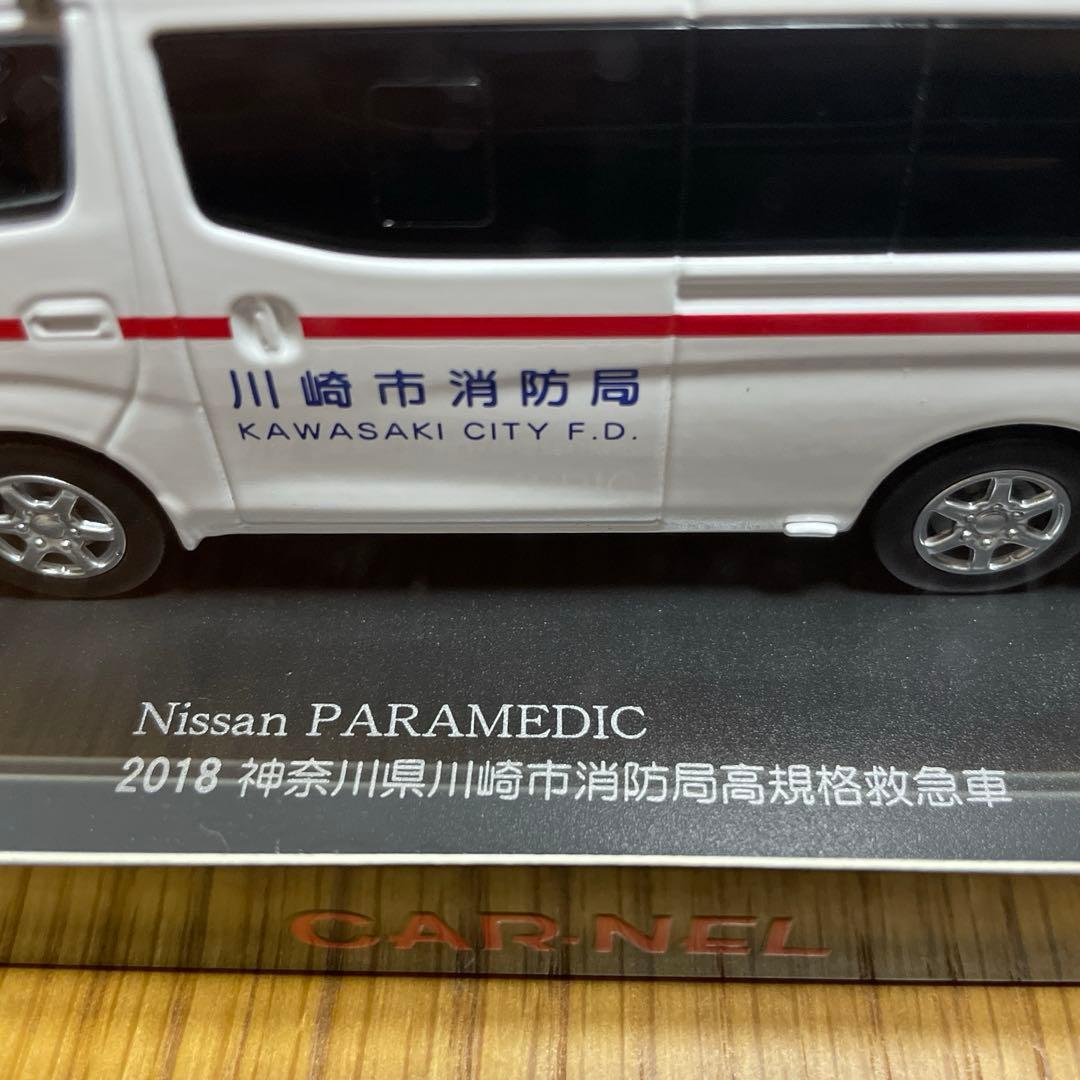 川崎市消防局
KAWASAKI CITY F.D.
Nissan PARAMEDIC
2018 神奈川県川崎市消防局高規格救急車
CAR·NEL